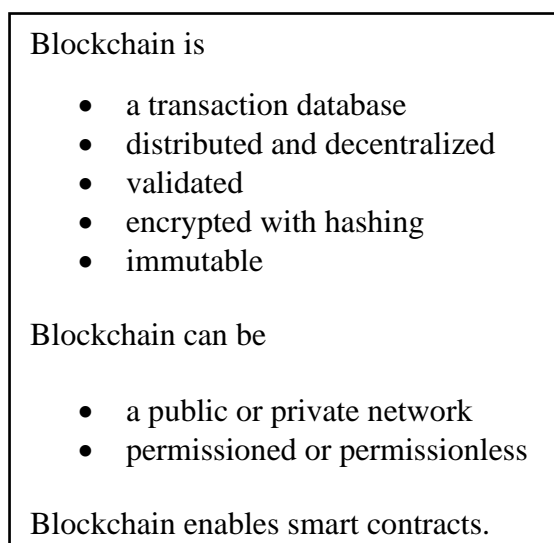 Blockchain is
• a transaction database
• distributed and decentralized
• validated
• encrypted with hashing
• immutable
Blockchain can be
• a public or private network
• permissioned or permissionless
Blockchain enables smart contracts.